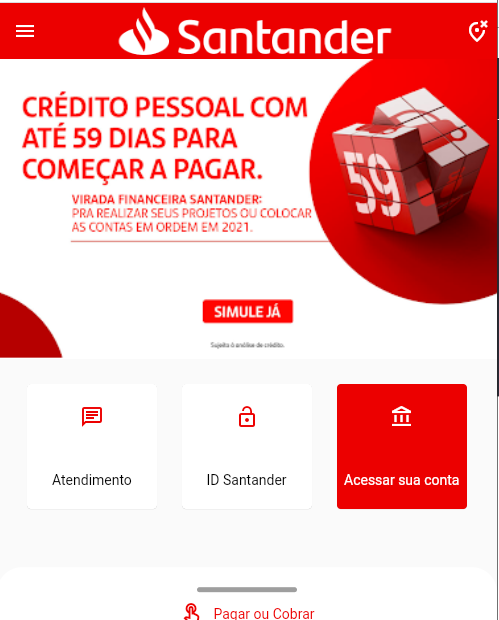 Santander
CRÉDITO PESSOAL COM
ATÉ 59 DIAS PARA
COMEÇAR A PAGAR.
59
VIRADA FINANCEIRA SANTANDER:
PRA REALIZAR SEUS PROJETOS OU COLOCAR
AS CONTAS EM ORDEM EM 2021.
SIMULE JÁ
Sujeito à análise de crédito.
Atendimento
ID Santander
Acessar sua conta
Pagar ou Cobrar